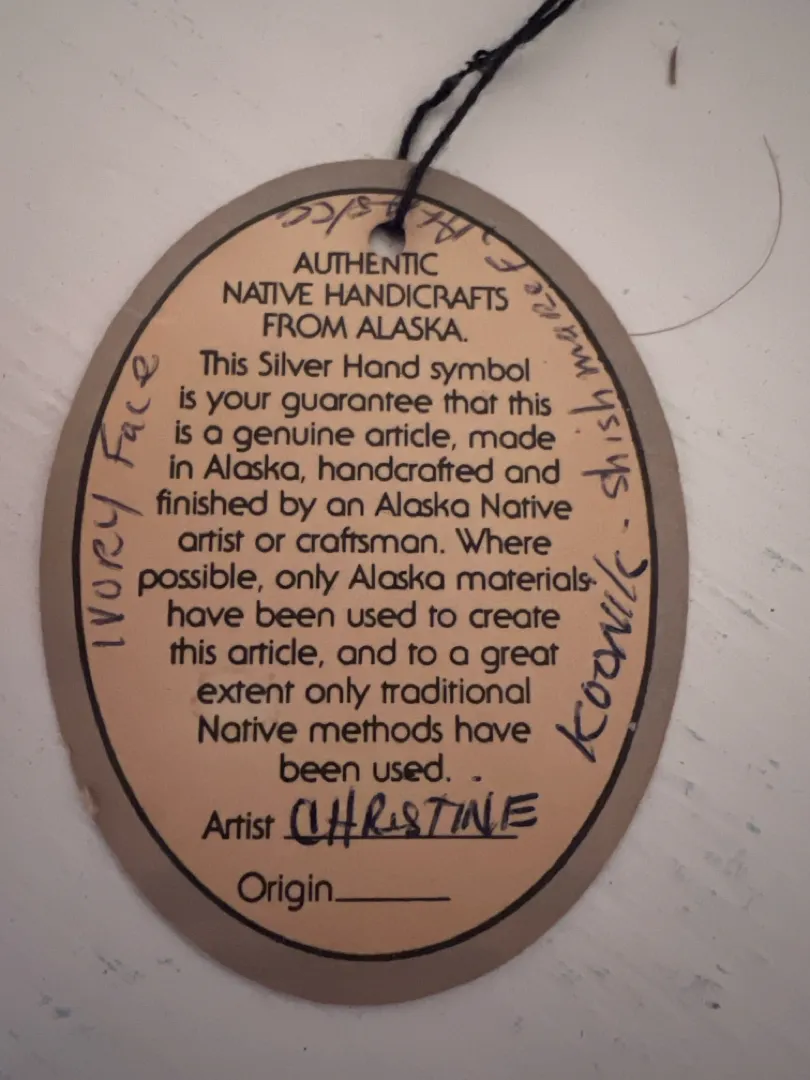 AUTHENTIC
NATIVE HANDICRAFTS
FROM ALASKA.
This Silver Hand symbol
is your guarantee that this
is a genuine article, made
in Alaska, handcrafted and
finished by an Alaska Native
artist or craftsman. Where
possible, only Alaska materials
have been used to create
this article, and to a great
extent only traditional
Native methods have
been used.
Artist CHRISTINE
Origin
KOONUK. Shishmaref, Alaska
IVORY Face